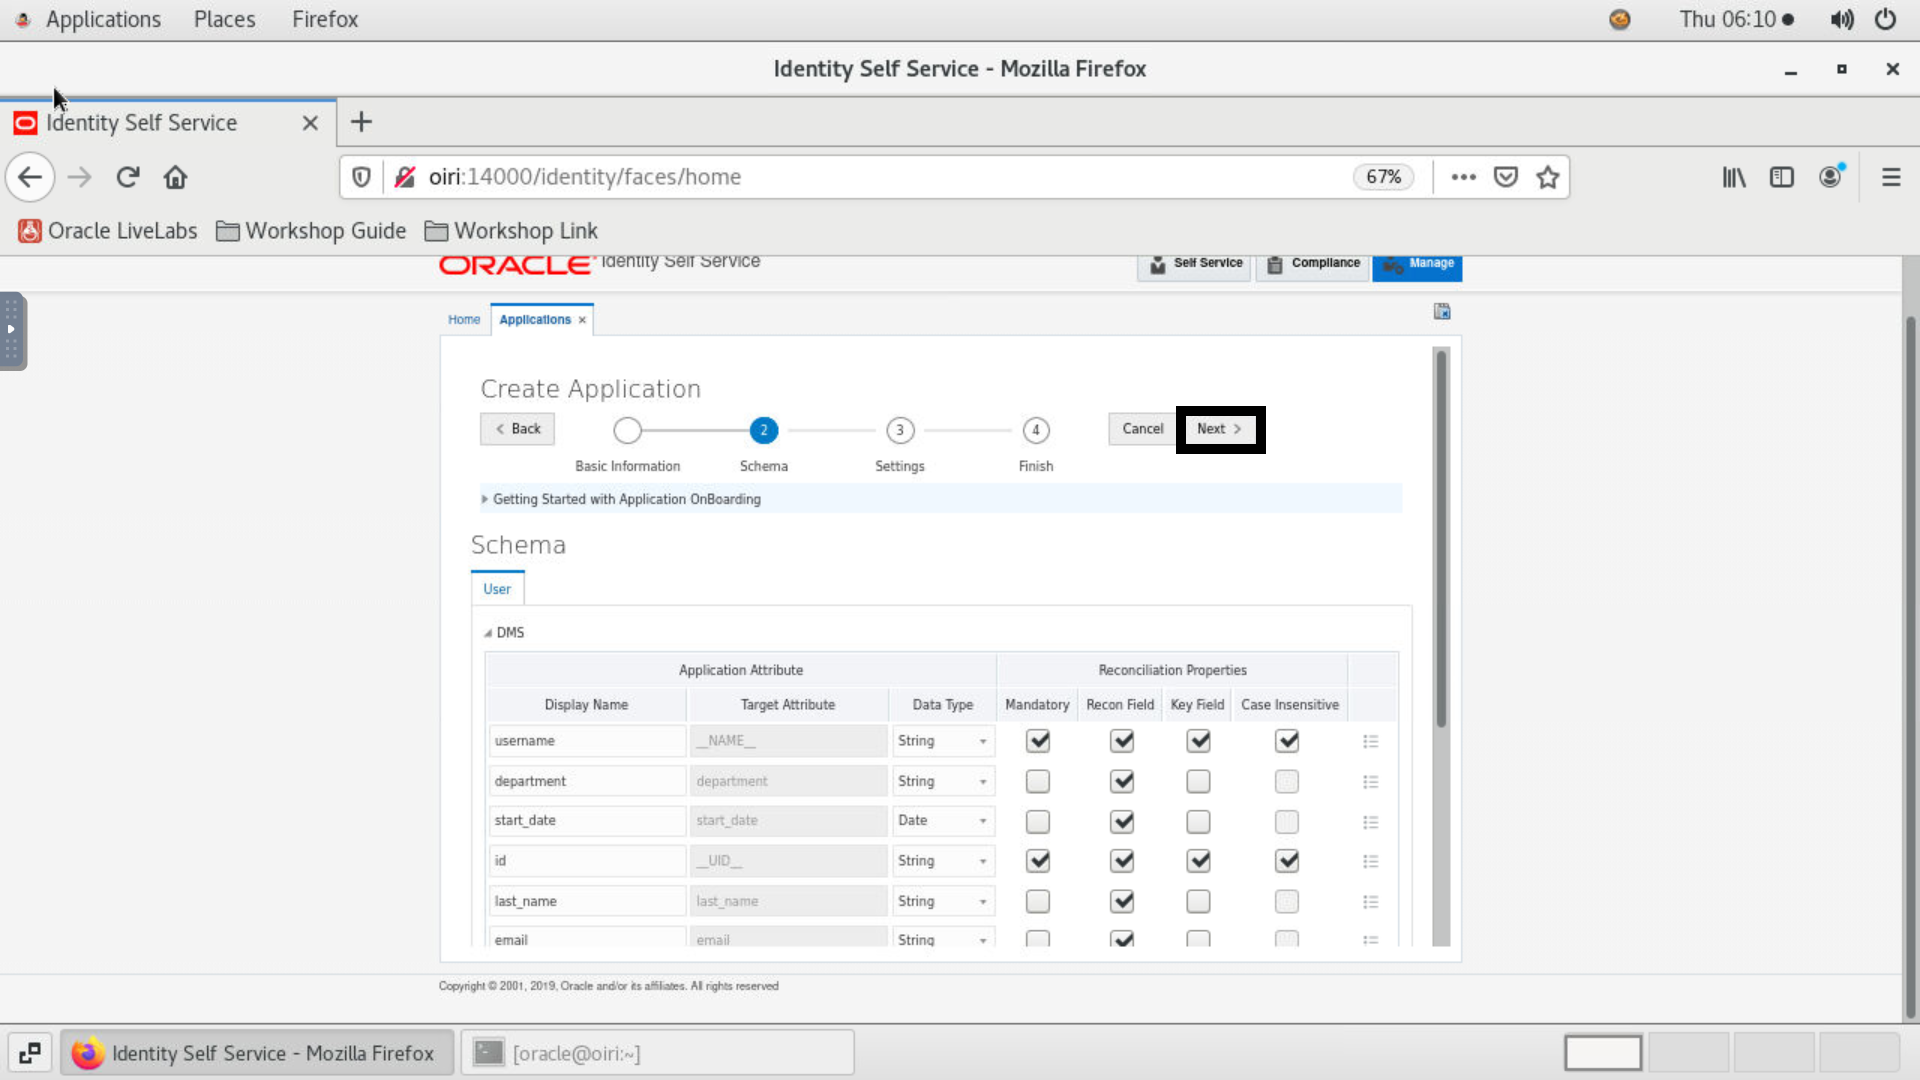 Applications Places Firefox Thu 06:10
Identity Self Service - Mozilla Firefox
Identity Self Service
oiri:14000/identity/faces/home 67%
Oracle LiveLabs Workshop Guide Workshop Link
ORACLE Identity Self Service Self Service Compliance Manage
Home Applications
Create Application
< Back 2 3 4 Cancel Next >
Basic Information Schema Settings Finish
Getting Started with Application OnBoarding
Schema
User
DMS
Application Attribute Reconciliation Properties
Display Name Target Attribute Data Type Mandatory Recon Field Key Field Case Insensitive
username __NAME__ String
department department String
start_date start_date Date
id __UID__ String
last_name last_name String
email email String
Copyright © 2001, 2019, Oracle and/or its affiliates. All rights reserved
Identity Self Service - Mozilla Firefox [oracle@oiri:~]